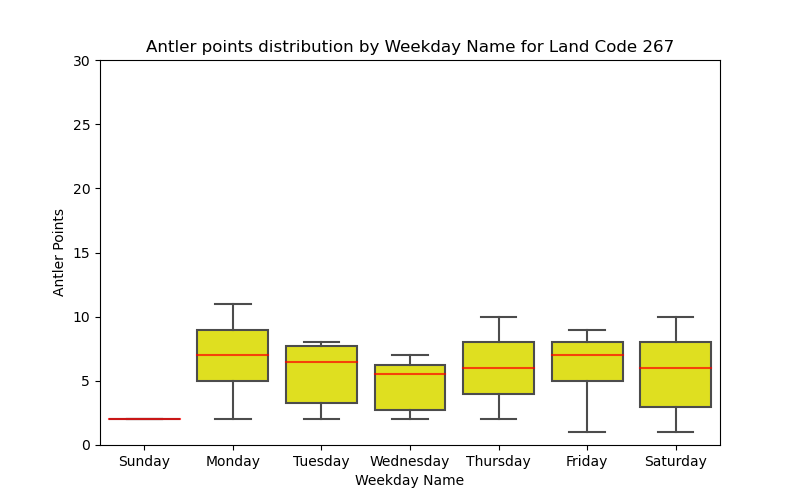 Antler points distribution by Weekday Name for Land Code 267
30
25
20
15
10
5
0
Antler Points
Sunday Monday Tuesday Wednesday Thursday Friday Saturday
Weekday Name